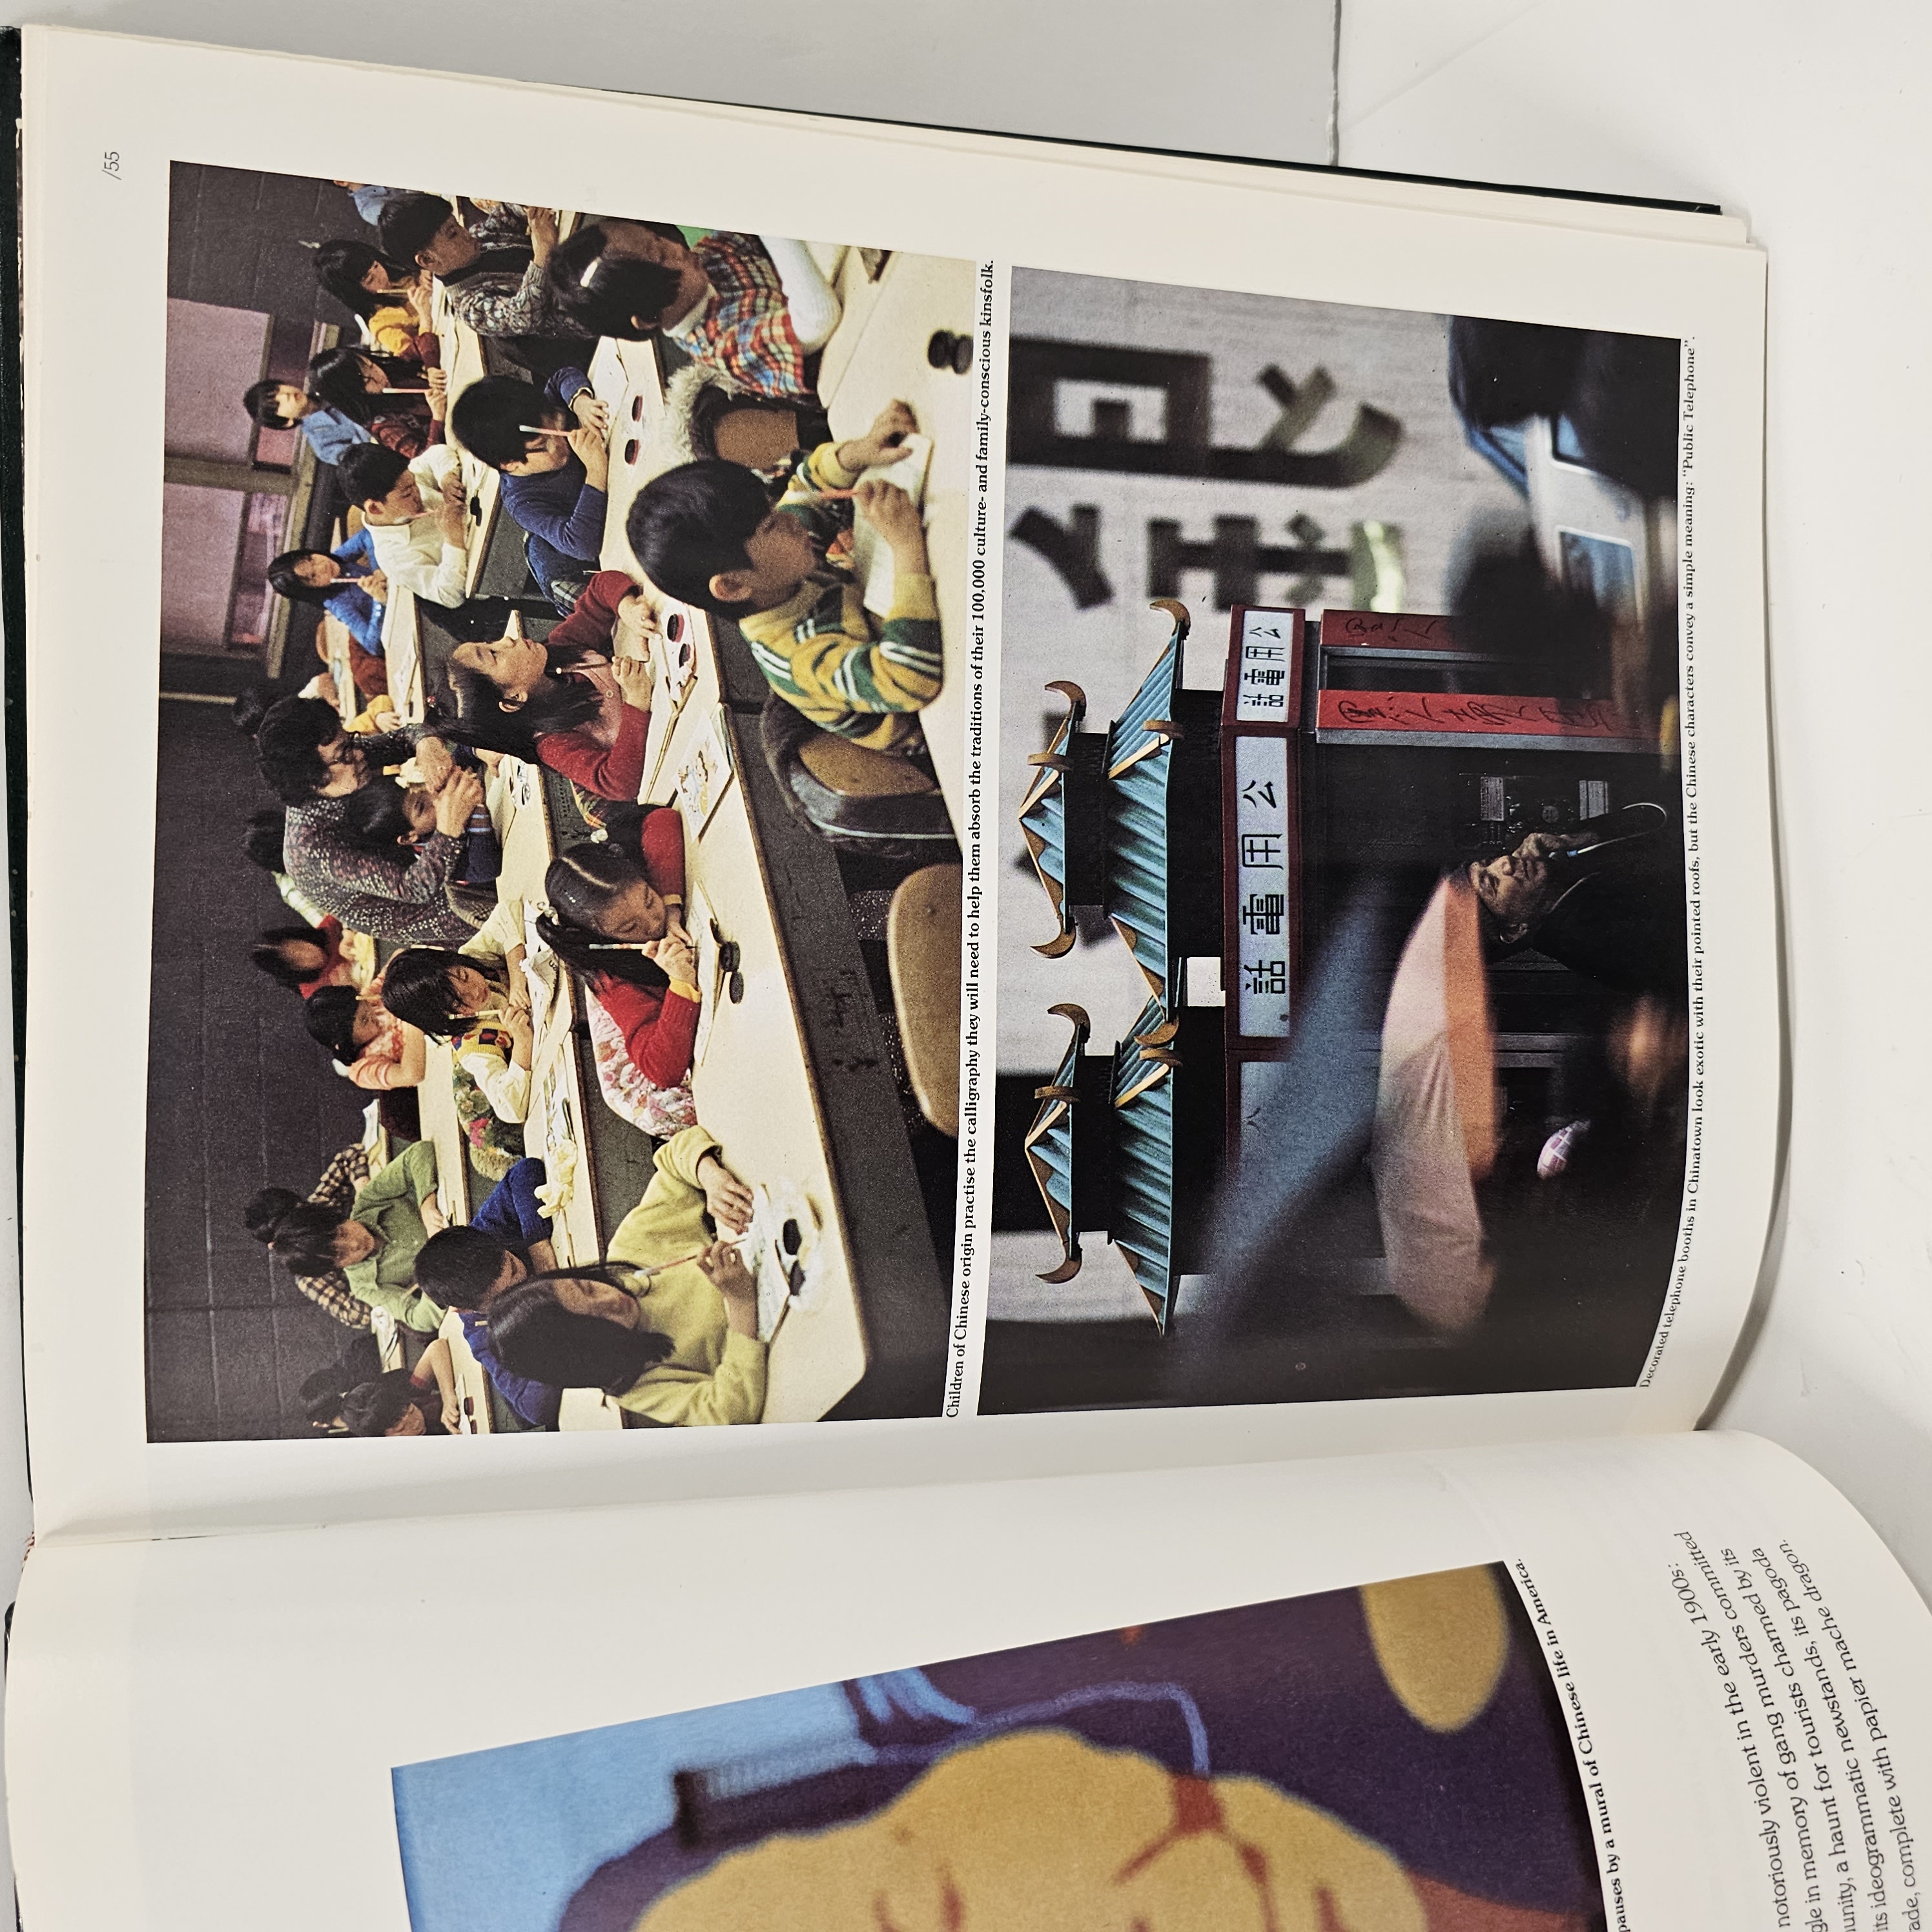 pauses by a mural of Chinese life in America.
notoriously violent in the early 1900s:
in memory of gang murders committed
a haunt for tourists charmed by its
its ideogrammatic newstands, its pagoda
complete with papier mache dragon.
/55
Children of Chinese origin practise the calligraphy they will need to help them absorb the traditions of their 100,000 culture- and family-conscious kinsfolk.
銀
公
話電用公
話電用公
Decorated telephone booths in Chinatown look exotic with their pointed roofs, but the Chinese characters convey a simple meaning: "Public Telephone".